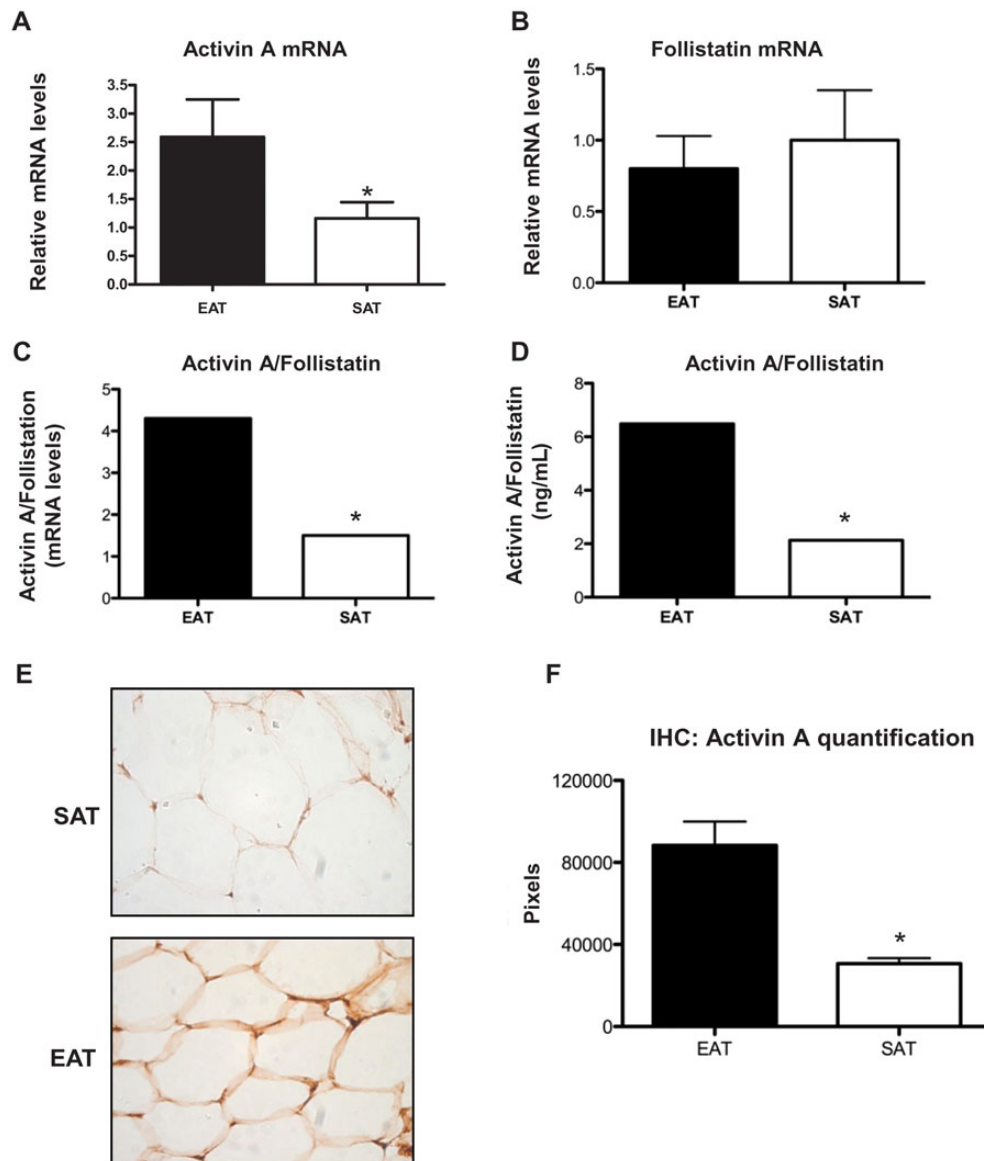 A
Activin A mRNA
Relative mRNA levels
3.5
3.0
2.5
2.0
1.5
1.0
0.5
0.0
*
EAT
SAT
B
Follistatin mRNA
Relative mRNA levels
1.5
1.0
0.5
0.0
EAT
SAT
C
Activin A/Follistatin
Activin A/Follistation
(mRNA levels)
5
4
3
2
1
0
*
EAT
SAT
D
Activin A/Follistatin
Activin A/Follistatin
(ng/mL)
8
6
4
2
0
*
EAT
SAT
E
SAT
EAT
F
IHC: Activin A quantification
Pixels
120000
80000
40000
0
*
EAT
SAT